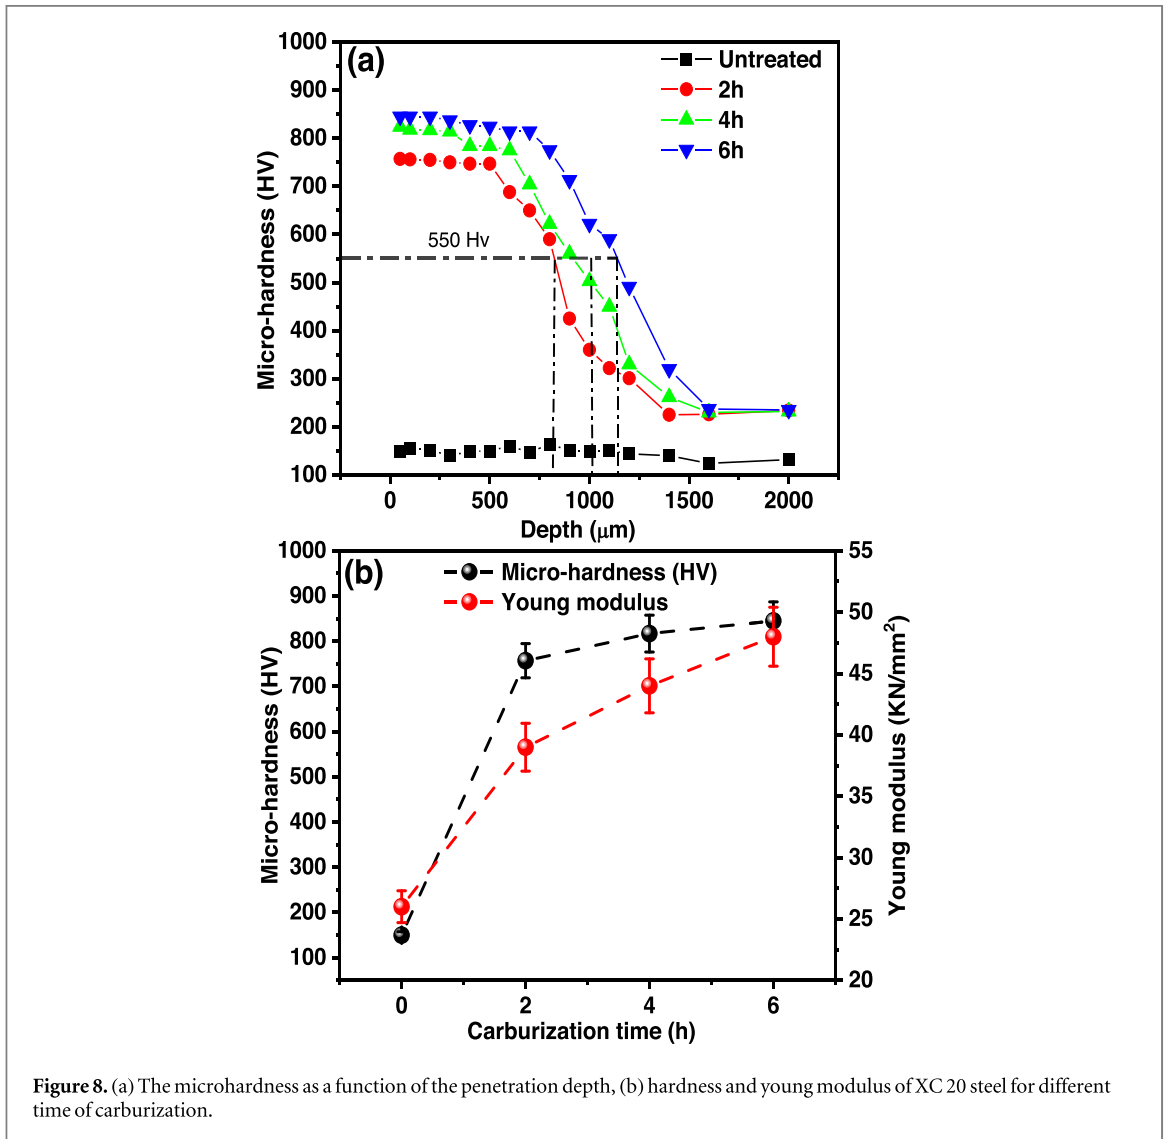 (a)
Untreated
2h
4h
6h
550 Hv
1000
900
800
700
600
500
400
300
200
100
Micro-hardness (HV)
0 500 1000 1500 2000
Depth (μm)
(b)
Micro-hardness (HV)
Young modulus
1000
900
800
700
600
500
400
300
200
100
Micro-hardness (HV)
55
50
45
40
35
30
25
20
Young modulus (KN/mm²)
0 2 4 6
Carburization time (h)
Figure 8. (a) The microhardness as a function of the penetration depth, (b) hardness and young modulus of XC 20 steel for different
time of carburization.